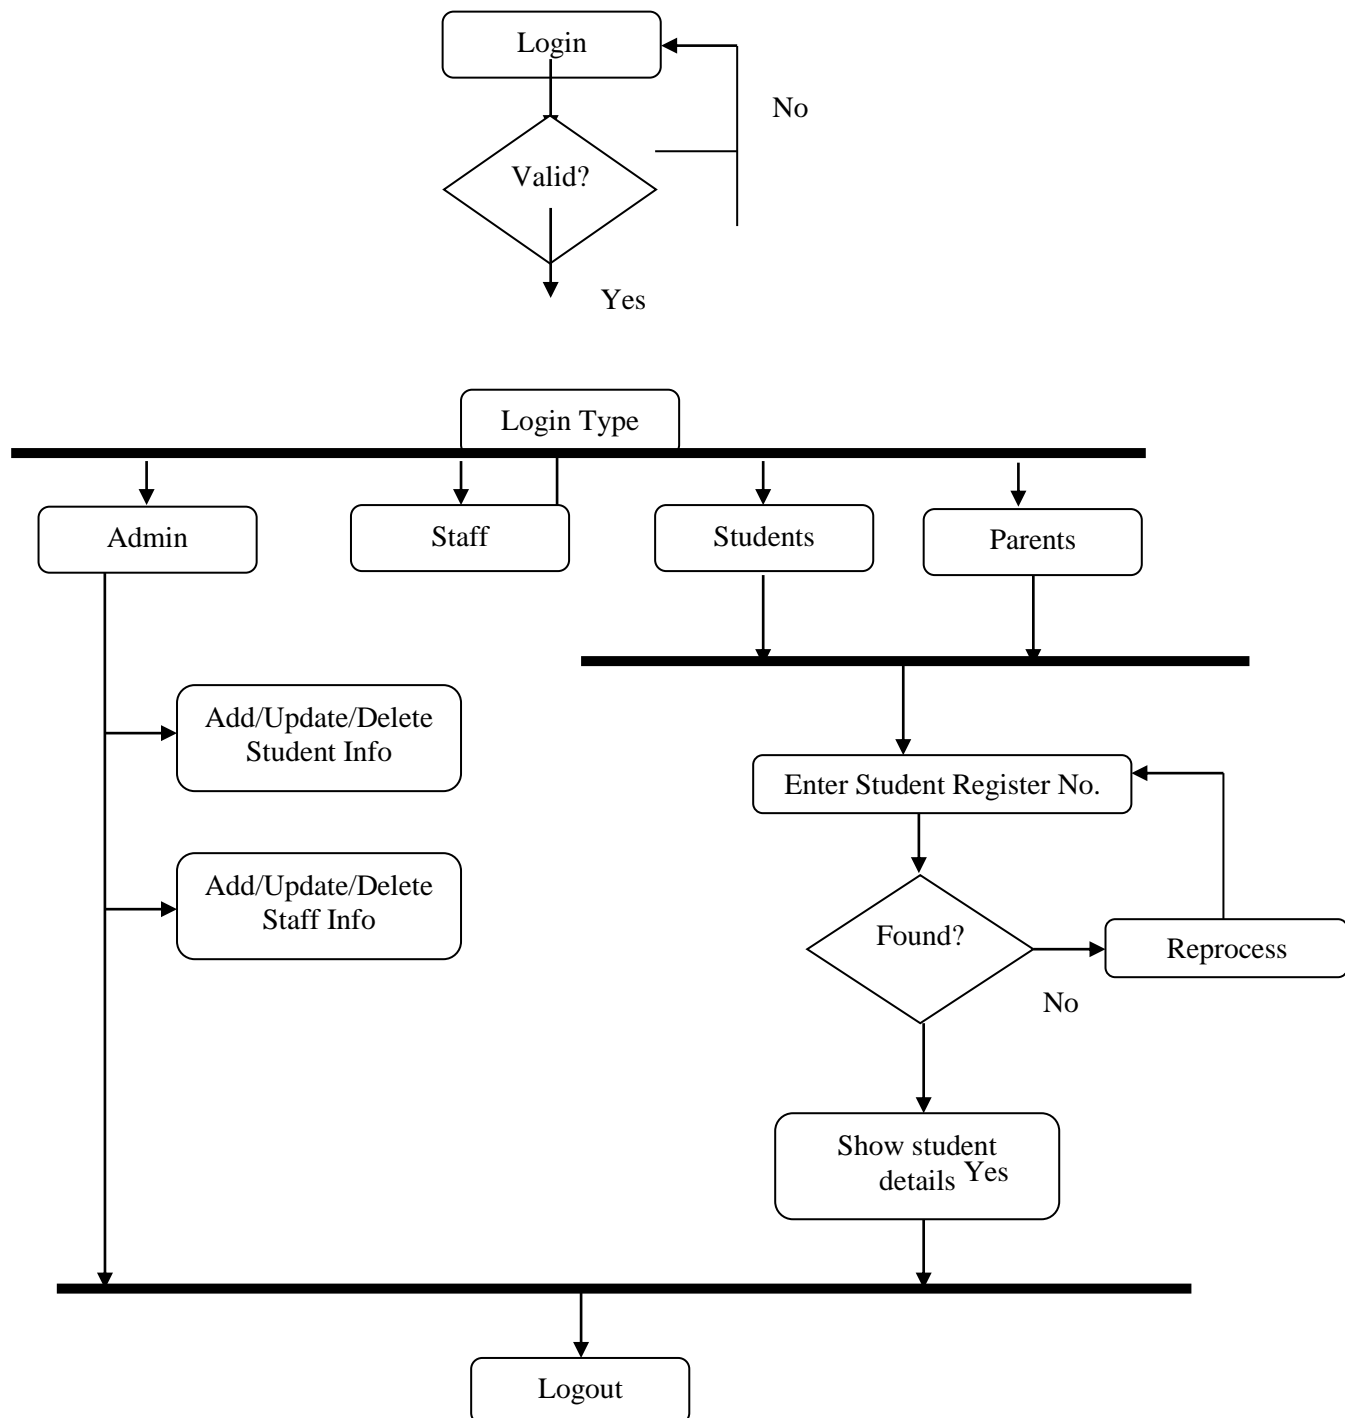 Login
No
Valid?
Yes
Login Type
Admin
Staff
Students
Parents
Add/Update/Delete
Student Info
Enter Student Register No.
Add/Update/Delete
Staff Info
Found?
Reprocess
No
Show student
details
Yes
Logout